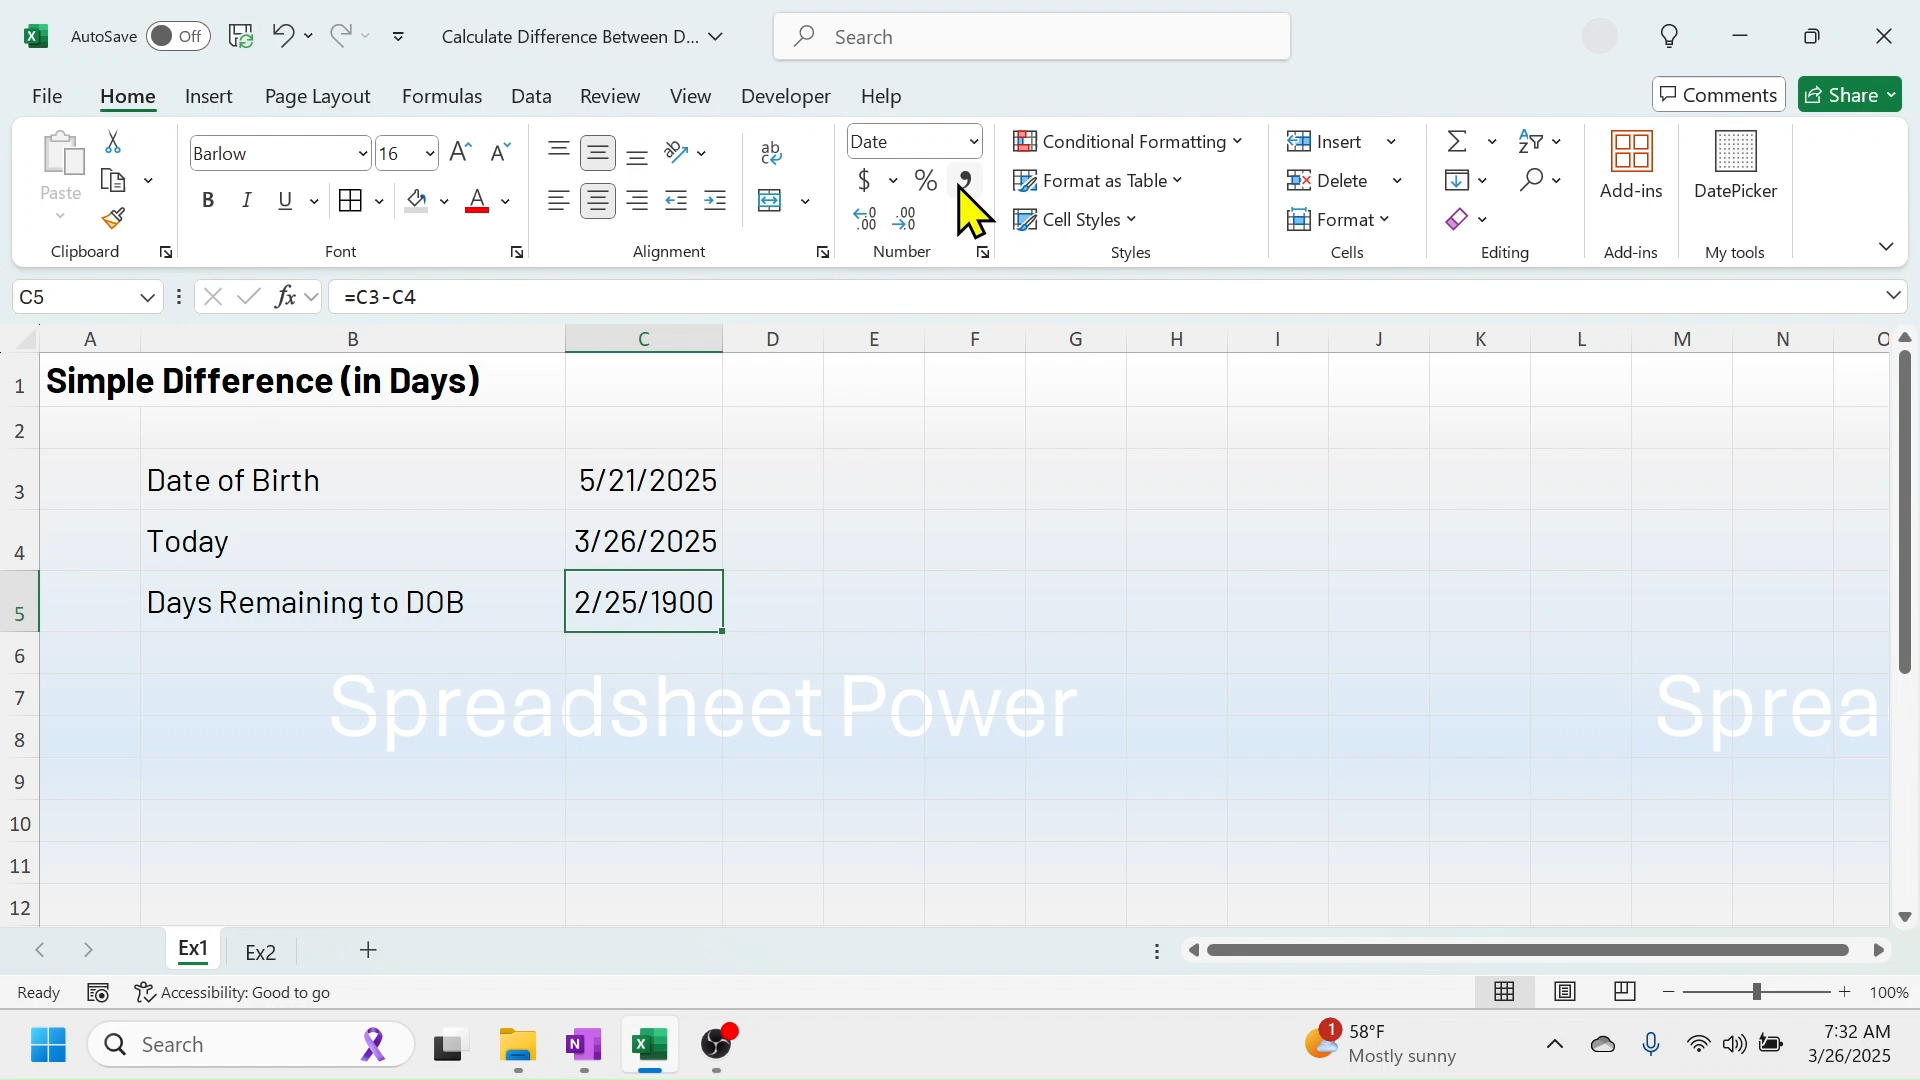 AutoSave Off Calculate Difference Between D... Search
File Home Insert Page Layout Formulas Data Review View Developer Help Comments Share
Paste
Clipboard
Barlow 16
B I U A
Font
ab
Alignment
Date
$ % ,
Number
Conditional Formatting
Format as Table
Cell Styles
Styles
Insert
Delete
Format
Cells
Editing
Add-ins
Add-ins
DatePicker
My tools
C5 fx =C3-C4
A B C D E F G H I J K L M N O
1 Simple Difference (in Days)
2
3 Date of Birth 5/21/2025
4 Today 3/26/2025
5 Days Remaining to DOB 2/25/1900
6
7
Spreadsheet Power Sprea
8
9
10
11
12
Ex1 Ex2
Ready Accessibility: Good to go 100%
Search 1 58°F 7:32 AM
Mostly sunny 3/26/2025